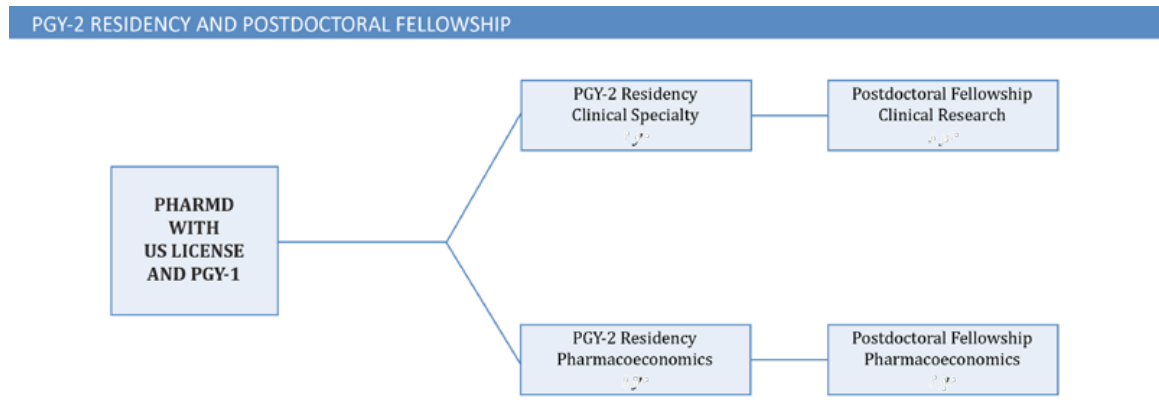 PGY-2 RESIDENCY AND POSTDOCTORAL FELLOWSHIP
PGY-2 Residency
Clinical Specialty
Postdoctoral Fellowship
Clinical Research
PHARMD
WITH
US LICENSE
AND PGY-1
PGY-2 Residency
Pharmacoeconomics
Postdoctoral Fellowship
Pharmacoeconomics